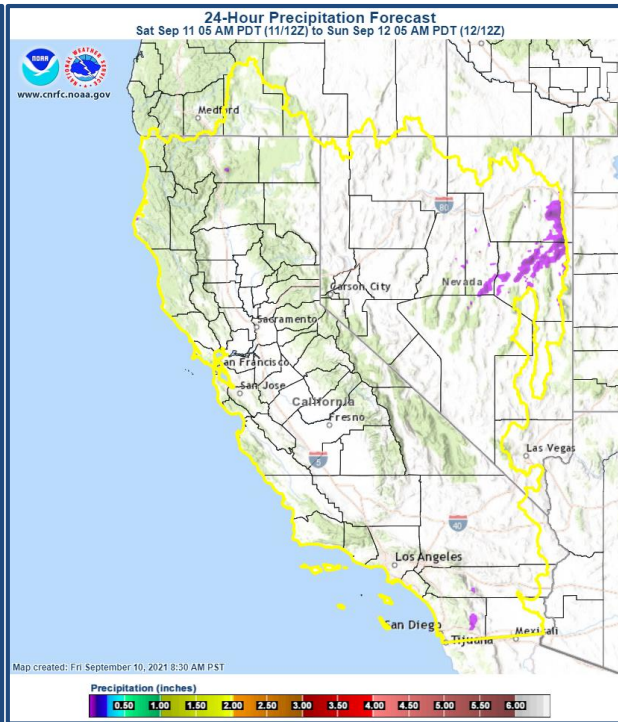 24-Hour Precipitation Forecast
Sat Sep 11 05 AM PDT (11/12Z) to Sun Sep 12 05 AM PDT (12/12Z)
NOAA
www.cnrfc.noaa.gov
Medford
80
Nevada
Carson City
Sacramento
San Francisco
San Jose
California
Fresno
5
Las Vegas
40
Los Angeles
San Diego
Mexicali
Tijuana
Map created: Fri September 10, 2021 8:30 AM PST
Precipitation (inches)
0.50 1.00 1.50 2.00 2.50 3.00 3.50 4.00 4.50 5.00 5.50 6.00